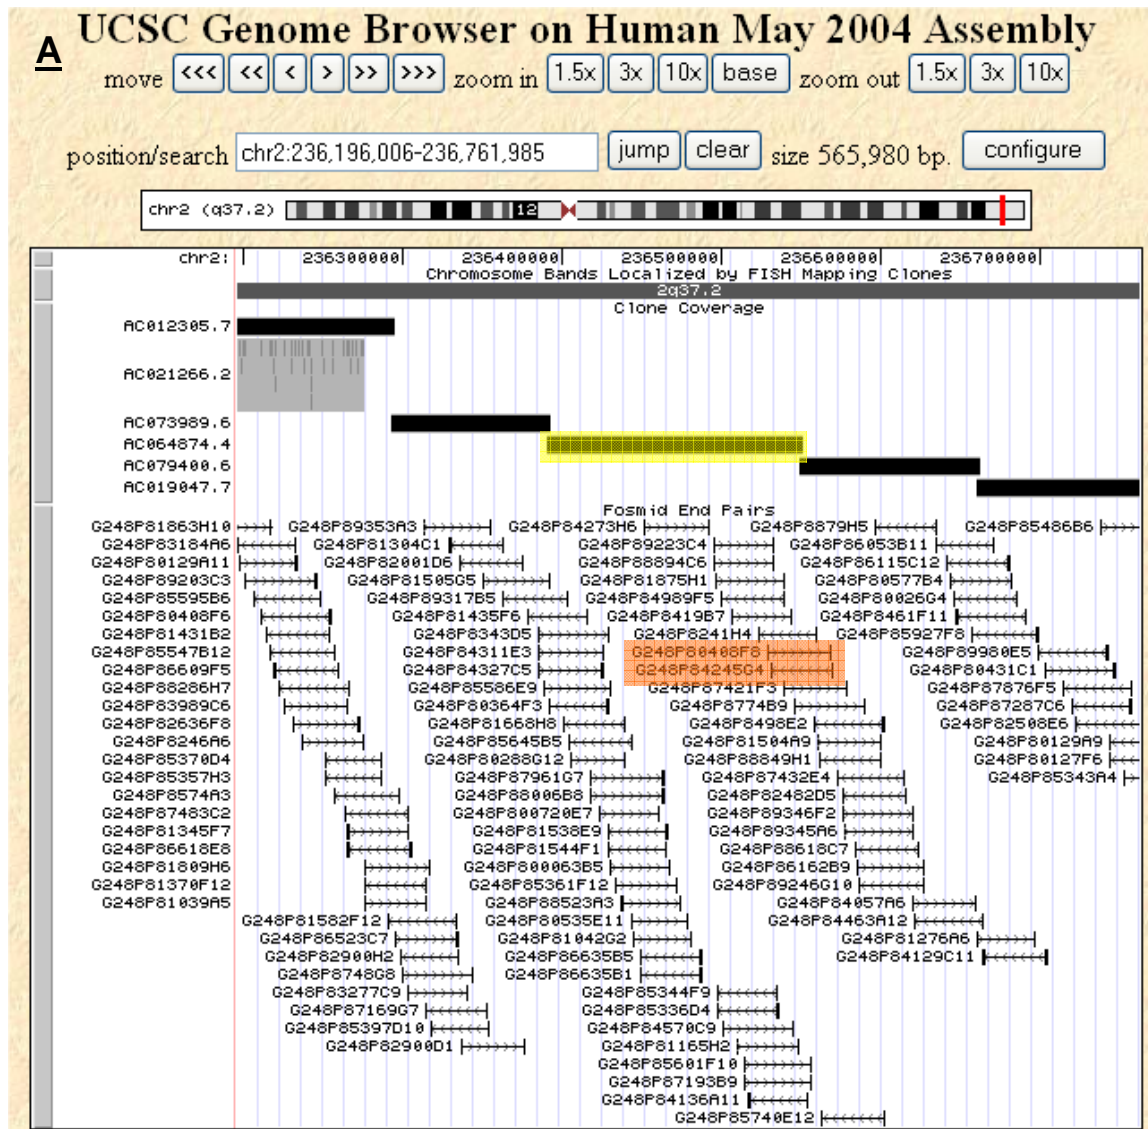 A
UCSC Genome Browser on Human May 2004 Assembly
move <<< << < > >> >>> zoom in 1.5x 3x 10x base zoom out 1.5x 3x 10x
position/search chr2:236,196,006-236,761,985 jump clear size 565,980 bp. configure
chr2 (q37.2) 12
chr2: 236300000 236400000 236500000 236600000 236700000
Chromosome Bands Localized by FISH Mapping Clones
2q37.2
Clone Coverage
AC012305.7
AC021266.2
AC073989.6
AC064874.4
AC079400.6
AC019047.7
Fosmid End Pairs
G248P81863H10 G248P89353A3 G248P84273H6 G248P8879H5 G248P85486B6
G248P83184A6 G248P81304C1 G248P89223C4 G248P86053B11
G248P80129A11 G248P82001D6 G248P88894C6 G248P86115C12
G248P89203C3 G248P81505G5 G248P81875H1 G248P80577B4
G248P85595B6 G248P89317B5 G248P84989F5 G248P80026G4
G248P80408F6 G248P81435F6 G248P8419B7 G248P8461F11
G248P81431B2 G248P8343D5 G248P8241H4 G248P85927F8
G248P85547B12 G248P84311E3 G248P80408F8 G248P89980E5
G248P86609F5 G248P84327C5 G248P84245G4 G248P80431C1
G248P88286H7 G248P85586E9 G248P87421F3 G248P87876F5
G248P83989C6 G248P80364F3 G248P8774B9 G248P87287C6
G248P82636F8 G248P81668H8 G248P8498E2 G248P82508E6
G248P8246A6 G248P85645B5 G248P81504A9 G248P80129A9
G248P85370D4 G248P80288G12 G248P88849H1 G248P80127F6
G248P85357H3 G248P87961G7 G248P87432E4 G248P85343A4
G248P8574A3 G248P88006B8 G248P82482D5
G248P87483C2 G248P800720E7 G248P89346F2
G248P81345F7 G248P81538E9 G248P89345A6
G248P86618E8 G248P81544F1 G248P88618C7
G248P81809H6 G248P800063B5 G248P86162B9
G248P81370F12 G248P85361F12 G248P89246G10
G248P81039A5 G248P88523A3 G248P84057A6
G248P81582F12 G248P80535E11 G248P84463A12
G248P86523C7 G248P81042G2 G248P81276A6
G248P82900H2 G248P86635B5 G248P84129C11
G248P8748G8 G248P86635B1
G248P83277C9 G248P85344F9
G248P87169G7 G248P85336D4
G248P85397D10 G248P84570C9
G248P82900D1 G248P81165H2
G248P85601F10
G248P87193B9
G248P84136A11
G248P85740E12